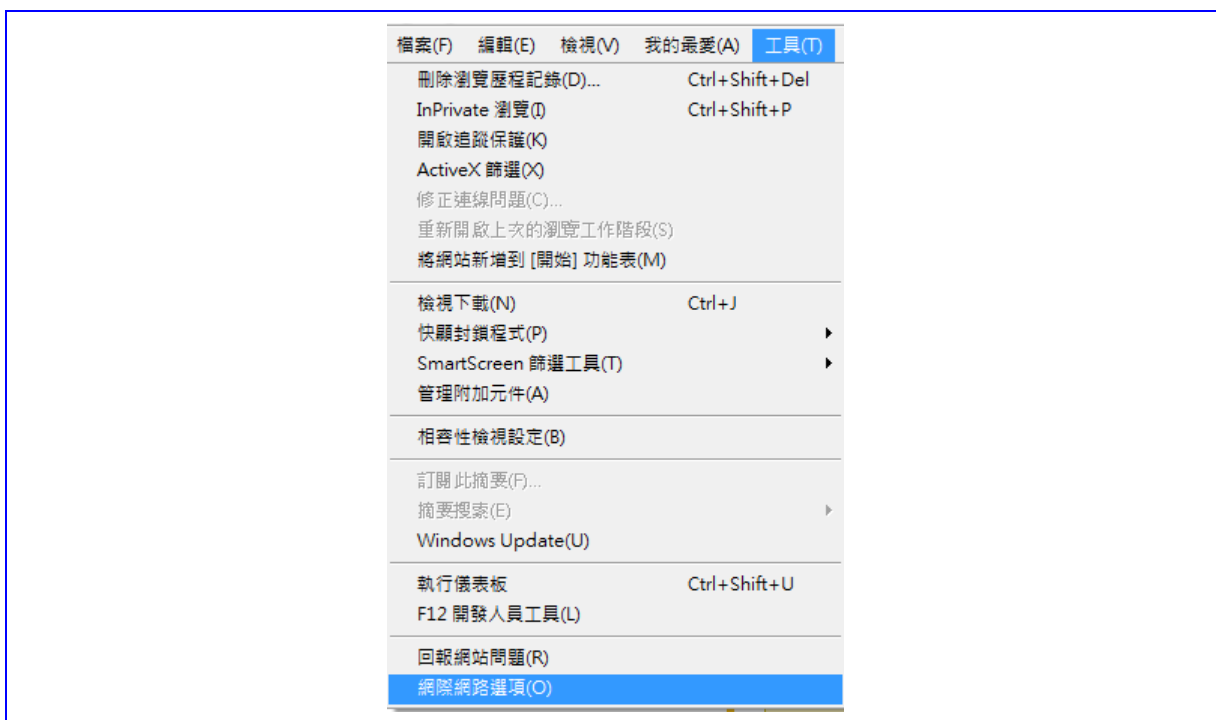 檔案(F) 編輯(E) 檢視(V) 我的最愛(A) 工具(T)
刪除瀏覽歷程記錄(D)... Ctrl+Shift+Del
InPrivate 瀏覽(I) Ctrl+Shift+P
開啟追蹤保護(K)
ActiveX 篩選(X)
修正連線問題(C)...
重新開啟上次的瀏覽工作階段(S)
將網站新增到 [開始] 功能表(M)
檢視下載(N) Ctrl+J
快顯封鎖程式(P)
SmartScreen 篩選工具(T)
管理附加元件(A)
相容性檢視設定(B)
訂閱此摘要(F)...
摘要搜索(E)
Windows Update(U)
執行儀表板 Ctrl+Shift+U
F12 開發人員工具(L)
回報網站問題(R)
網際網路選項(O)